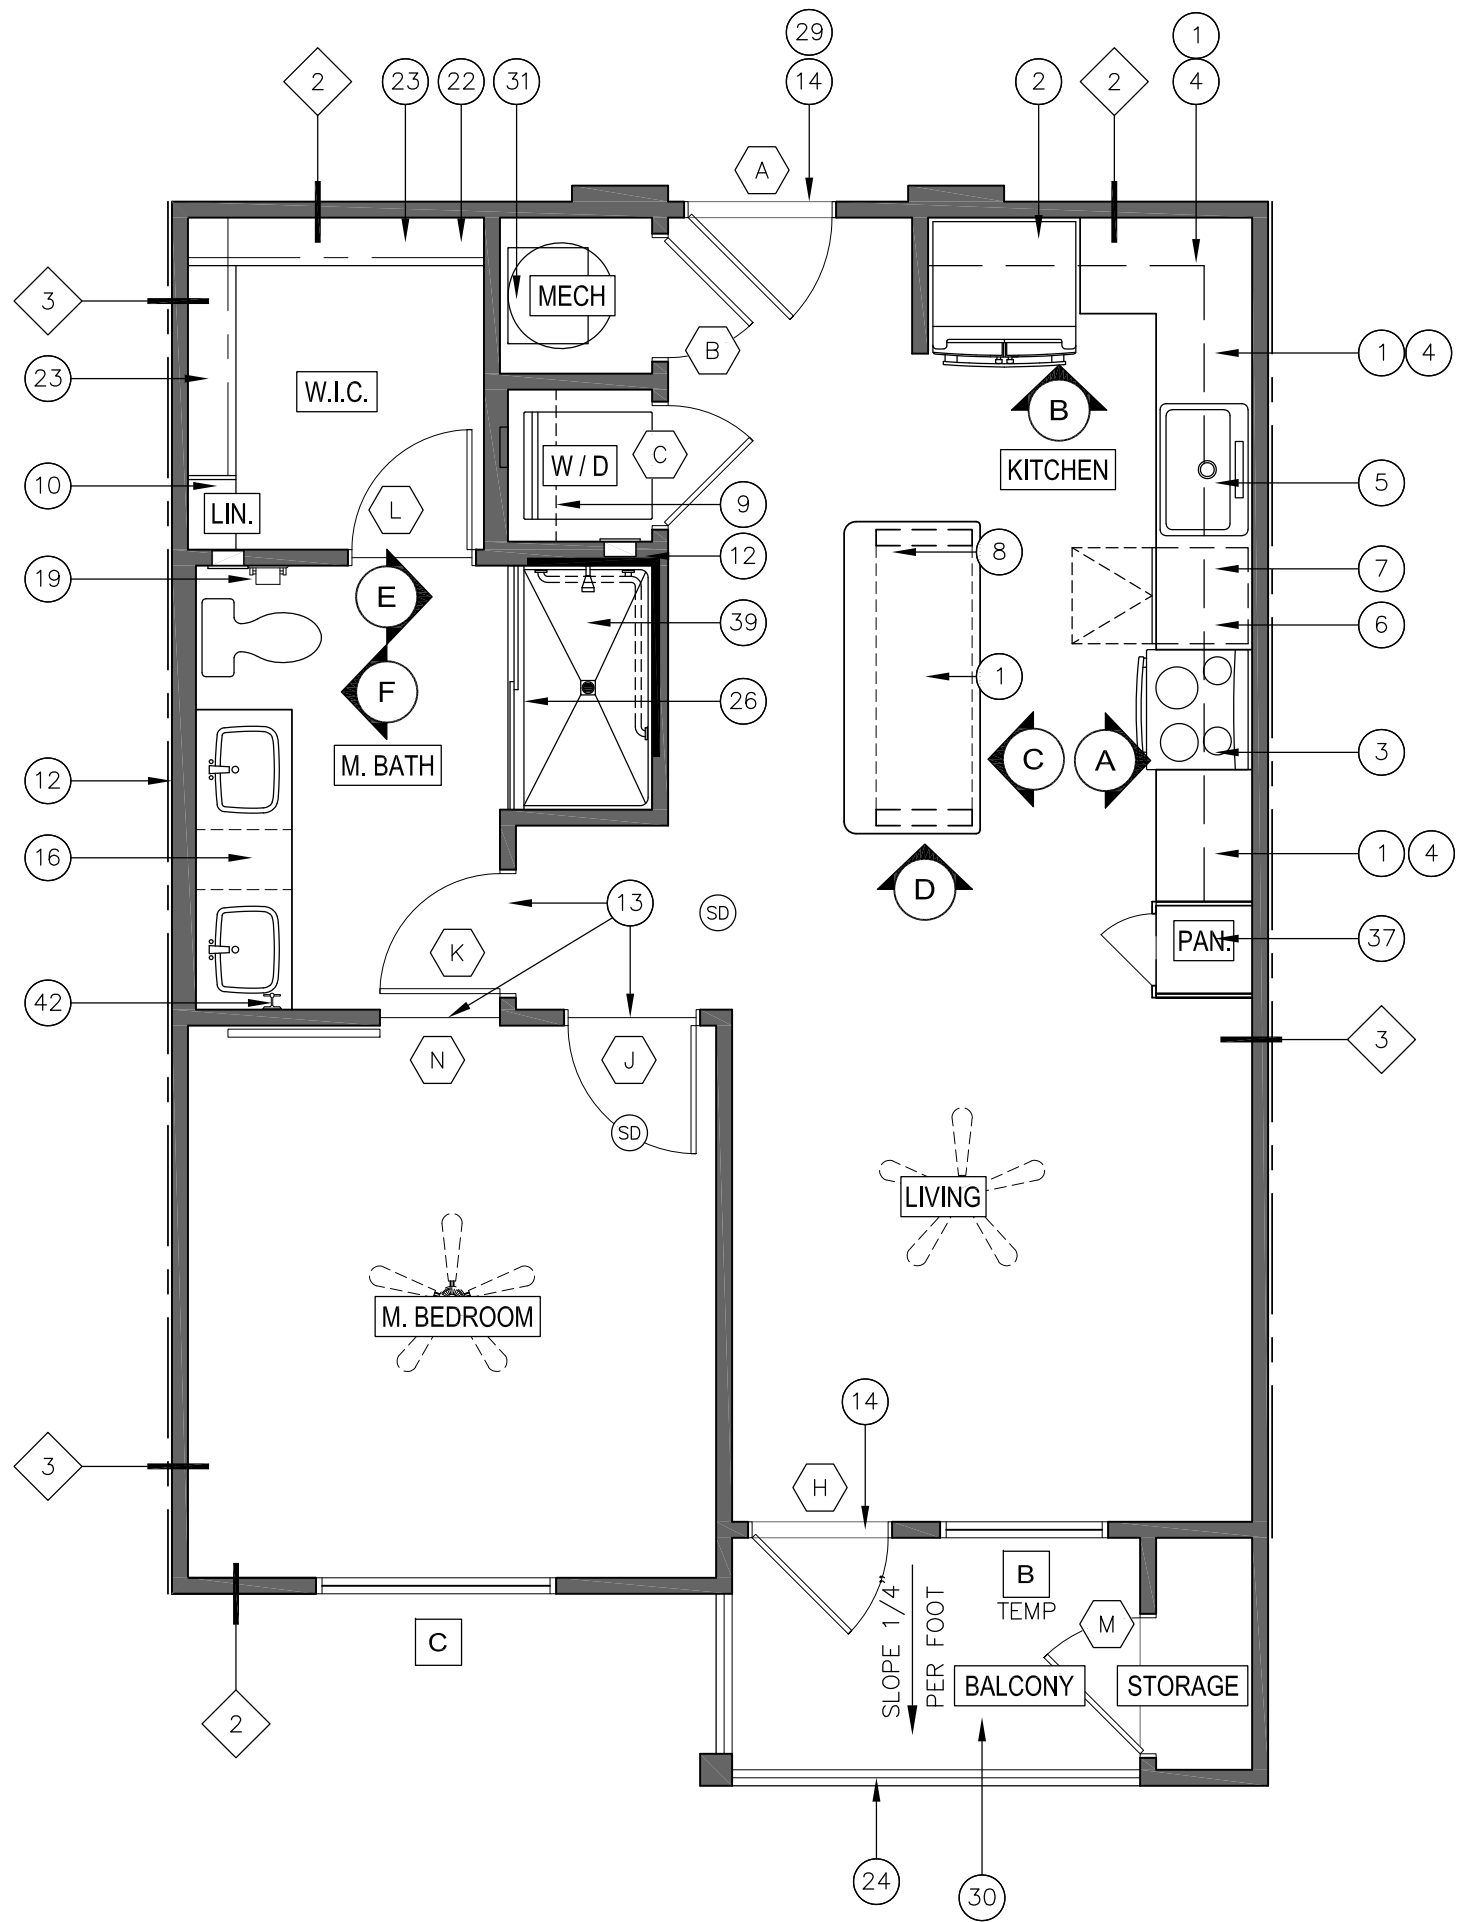 29
1
2
23
22
31
14
2
2
4
A
3
MECH
B
1
4
23
W.I.C.
B
KITCHEN
10
LIN.
L
W / D
C
9
5
19
E
12
8
7
39
6
F
26
1
M. BATH
12
C
A
3
16
1
4
13
SD
D
K
PAN.
37
42
N
J
3
SD
LIVING
M. BEDROOM
14
3
H
SLOPE 1/4"
PER FOOT
B
TEMP
M
C
BALCONY
STORAGE
2
24
30